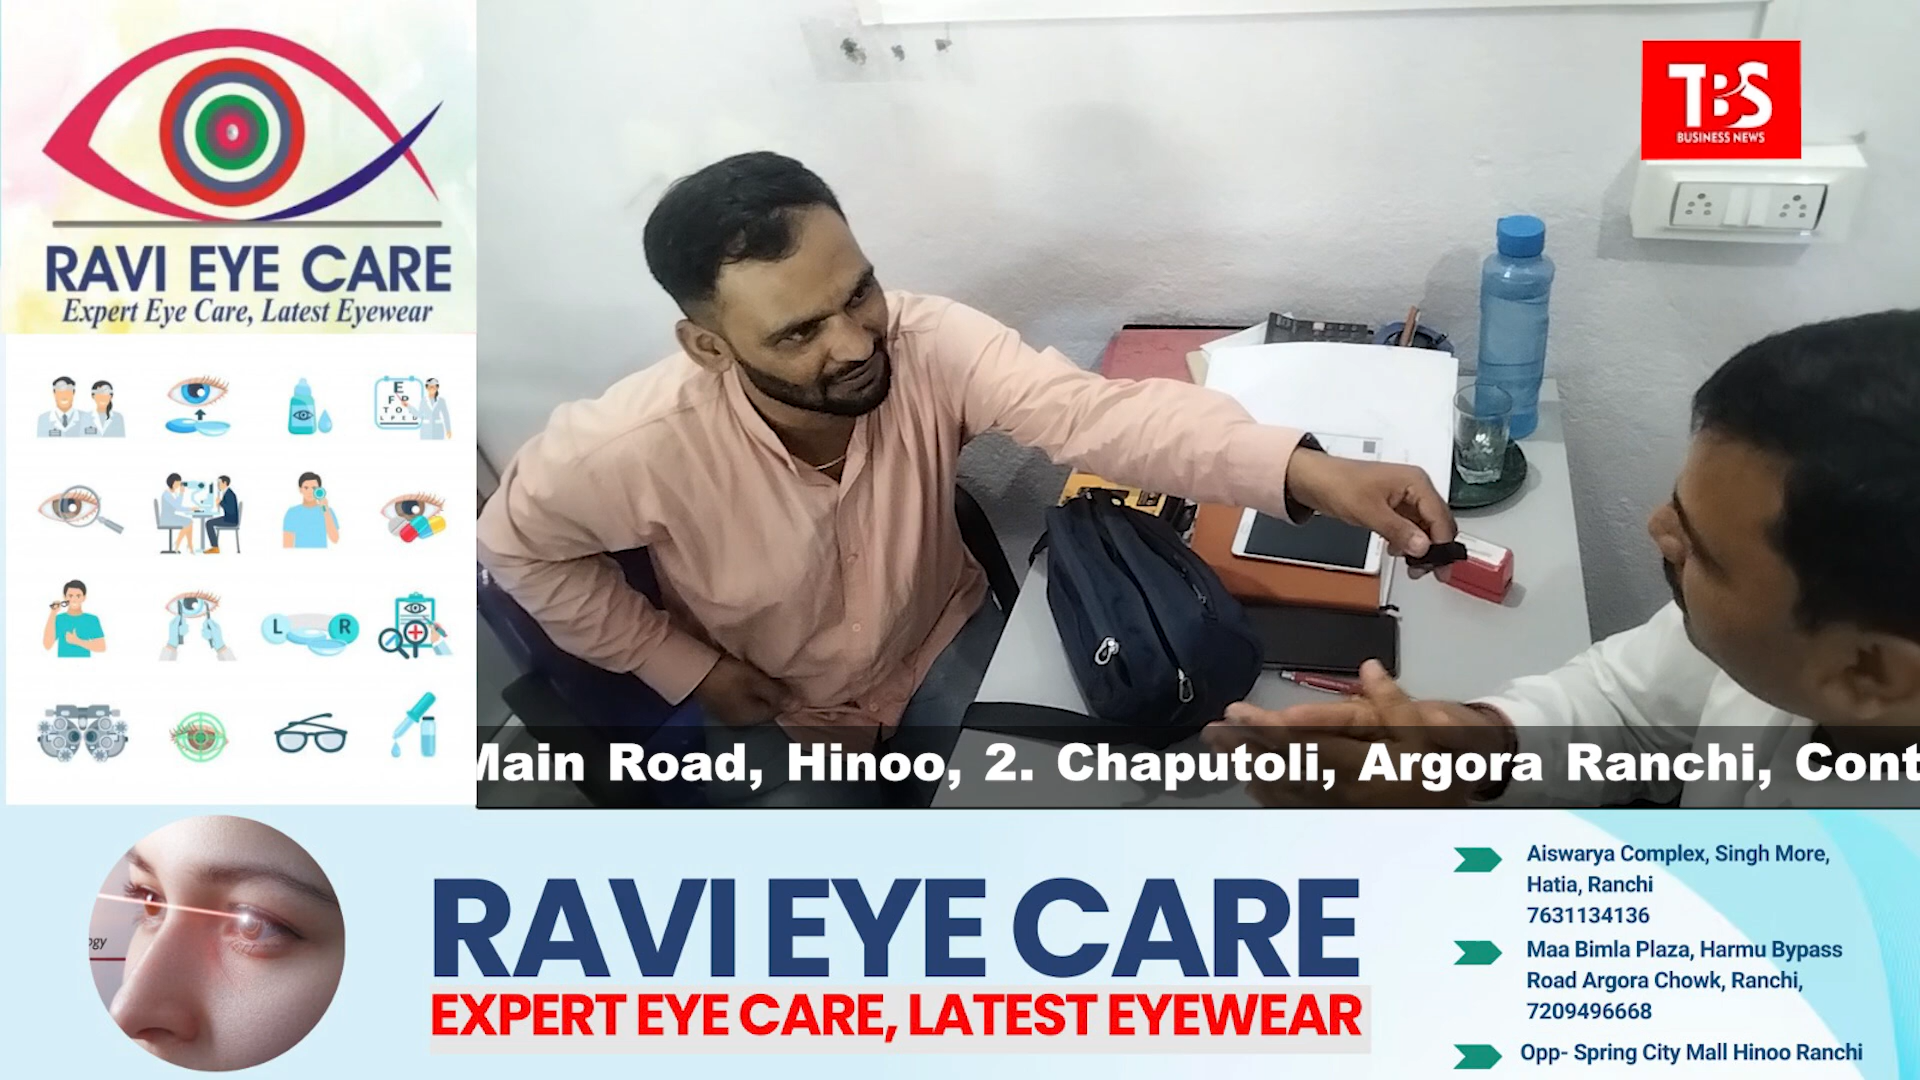 RAVI EYE CARE
Expert Eye Care, Latest Eyewear
E
F P
T O
L P E D
L R
TBS
BUSINESS NEWS
Main Road, Hinoo, 2. Chaputoli, Argora Ranchi, Cont
ogy
RAVI EYE CARE
EXPERT EYE CARE, LATEST EYEWEAR
Aiswarya Complex, Singh More,
Hatia, Ranchi
7631134136
Maa Bimla Plaza, Harmu Bypass
Road Argora Chowk, Ranchi,
7209496668
Opp- Spring City Mall Hinoo Ranchi